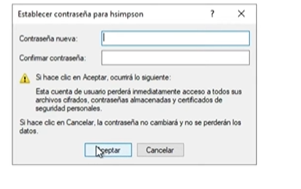 Establecer contraseña para hsimpson
Contraseña nueva:
Confirmar contraseña:
Si hace clic en Aceptar, ocurrirá lo siguiente:
Esta cuenta de usuario perderá inmediatamente acceso a todos sus
archivos cifrados, contraseñas almacenadas y certificados de
seguridad personales.
Si hace clic en Cancelar, la contraseña no cambiará y no se perderán los
datos.
Aceptar Cancelar